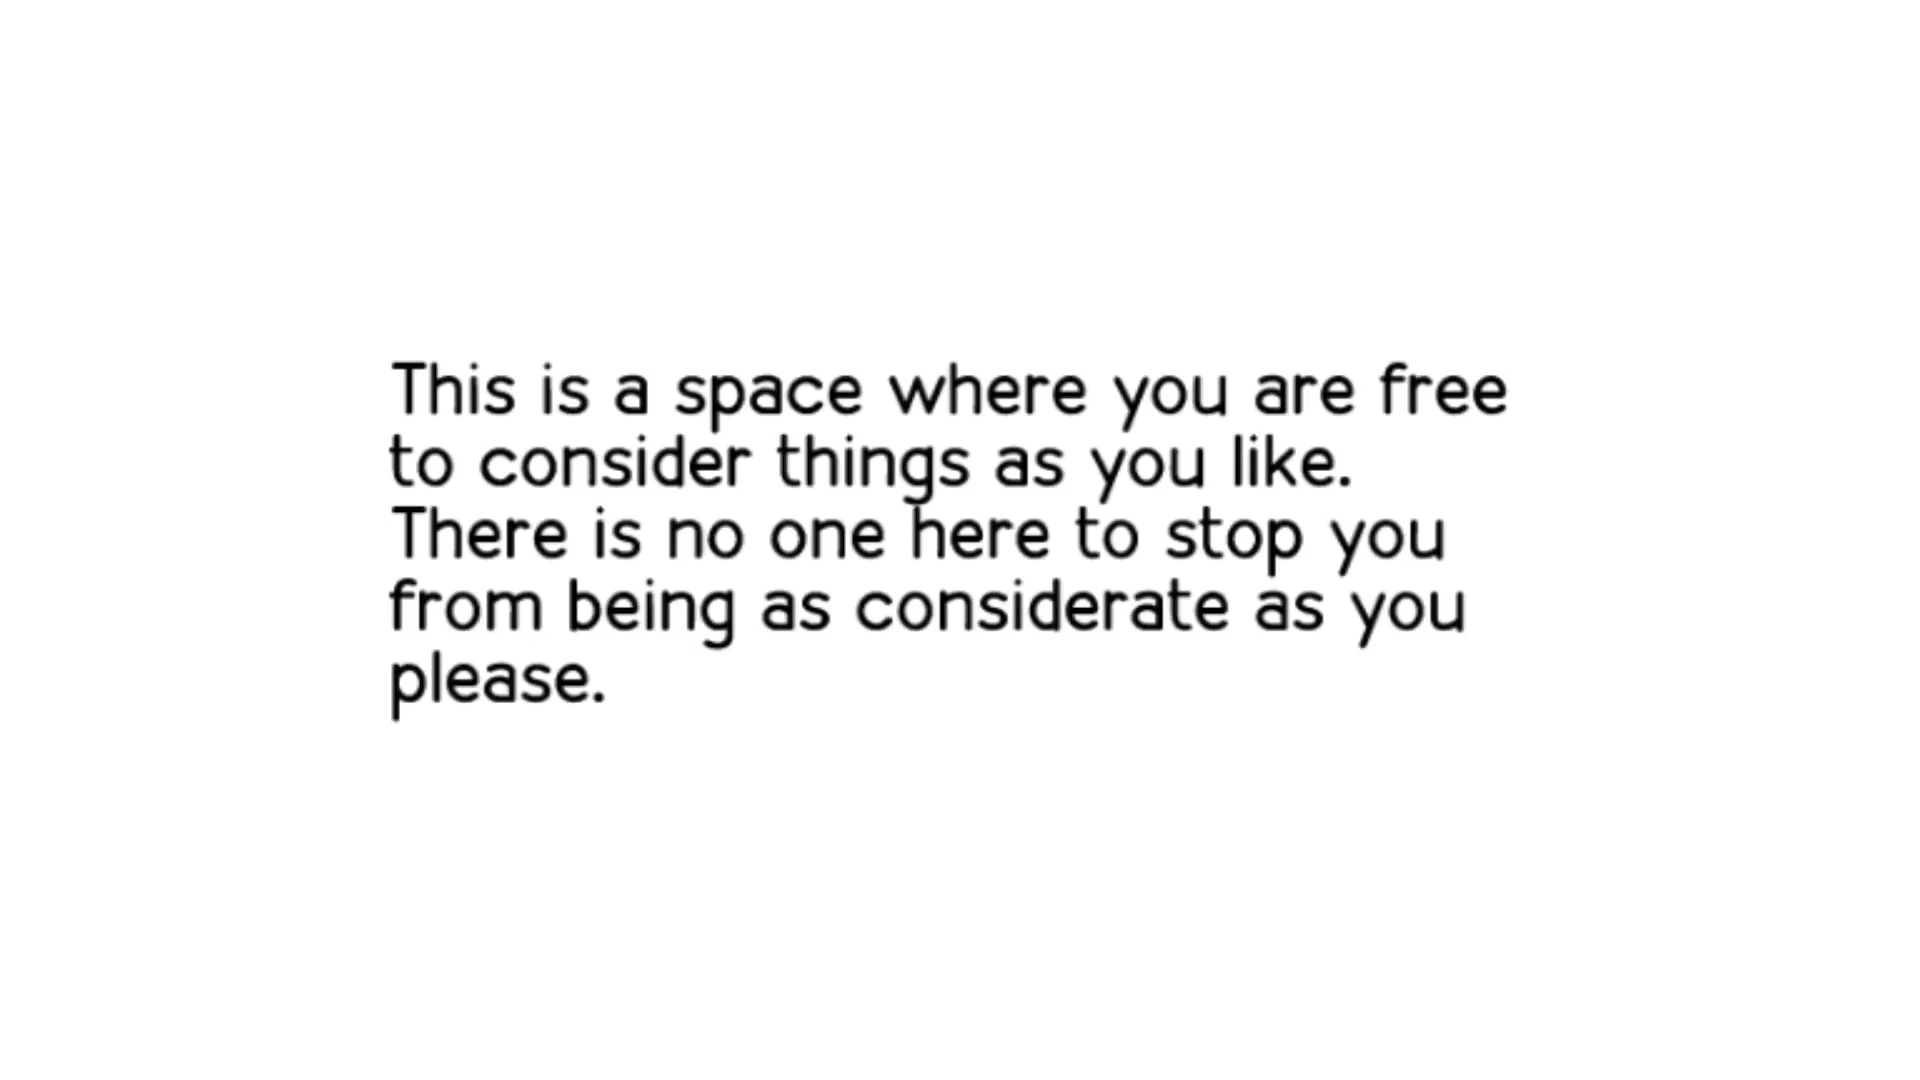 This is a space where you are free
to consider things as you like.
There is no one here to stop you
from being as considerate as you
please.